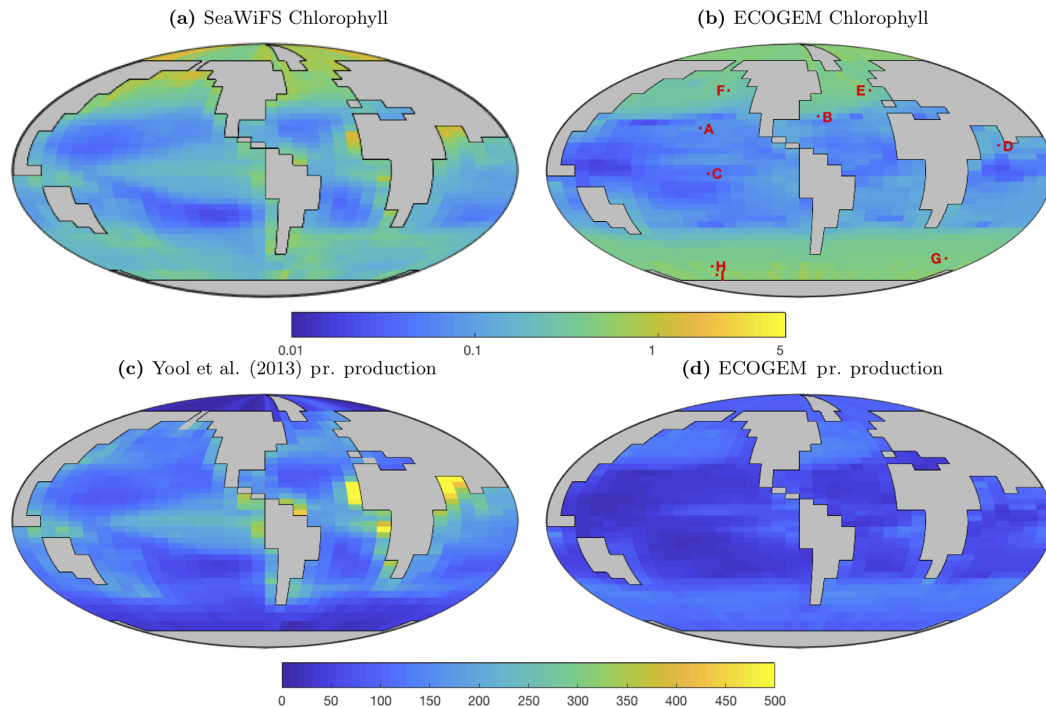 (a) SeaWiFS Chlorophyll
(b) ECOGEM Chlorophyll
F
E
B
A
D
C
G
H
I
0.01
0.1
1
5
(c) Yool et al. (2013) pr. production
(d) ECOGEM pr. production
0
50
100
150
200
250
300
350
400
450
500